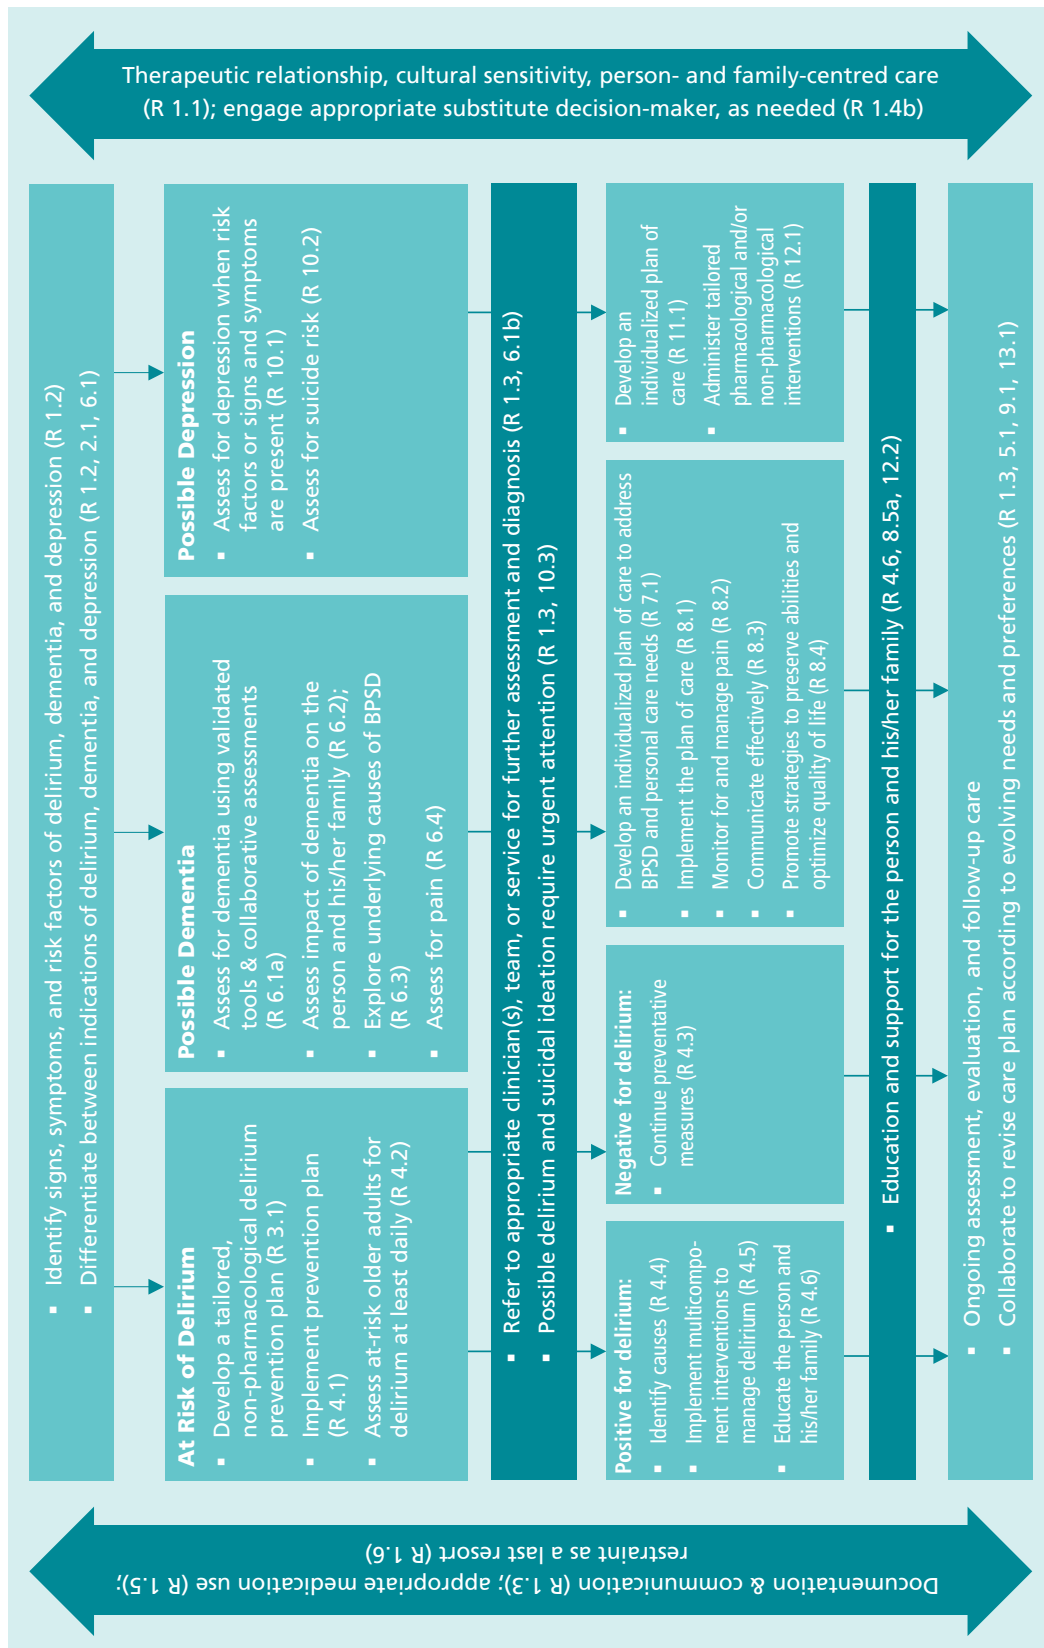 Therapeutic relationship, cultural sensitivity, person- and family-centred care
(R 1.1); engage appropriate substitute decision-maker, as needed (R 1.4b)
▪ Identify signs, symptoms, and risk factors of delirium, dementia, and depression (R 1.2)
▪ Differentiate between indications of delirium, dementia, and depression (R 1.2, 2.1, 6.1)
At Risk of Delirium
▪ Develop a tailored,
non-pharmacological delirium
prevention plan (R 3.1)
▪ Implement prevention plan
(R 4.1)
▪ Assess at-risk older adults for
delirium at least daily (R 4.2)
Possible Dementia
▪ Assess for dementia using validated
tools & collaborative assessments
(R 6.1a)
▪ Assess impact of dementia on the
person and his/her family (R 6.2);
▪ Explore underlying causes of BPSD
(R 6.3)
▪ Assess for pain (R 6.4)
Possible Depression
▪ Assess for depression when risk
factors or signs and symptoms
are present (R 10.1)
▪ Assess for suicide risk (R 10.2)
▪ Refer to appropriate clinician(s), team, or service for further assessment and diagnosis (R 1.3, 6.1b)
▪ Possible delirium and suicidal ideation require urgent attention (R 1.3, 10.3)
Positive for delirium:
▪ Identify causes (R 4.4)
▪ Implement multicompo-
nent interventions to
manage delirium (R 4.5)
▪ Educate the person and
his/her family (R 4.6)
Negative for delirium:
▪ Continue preventative
measures (R 4.3)
▪ Develop an individualized plan of care to address
BPSD and personal care needs (R 7.1)
▪ Implement the plan of care (R 8.1)
▪ Monitor for and manage pain (R 8.2)
▪ Communicate effectively (R 8.3)
▪ Promote strategies to preserve abilities and
optimize quality of life (R 8.4)
▪ Develop an
individualized plan of
care (R 11.1)
▪ Administer tailored
pharmacological and/or
non-pharmacological
interventions (R 12.1)
▪ Education and support for the person and his/her family (R 4.6, 8.5a, 12.2)
▪ Ongoing assessment, evaluation, and follow-up care
▪ Collaborate to revise care plan according to evolving needs and preferences (R 1.3, 5.1, 9.1, 13.1)
Documentation & communication (R 1.3); appropriate medication use (R 1.5);
restraint as a last resort (R 1.6)